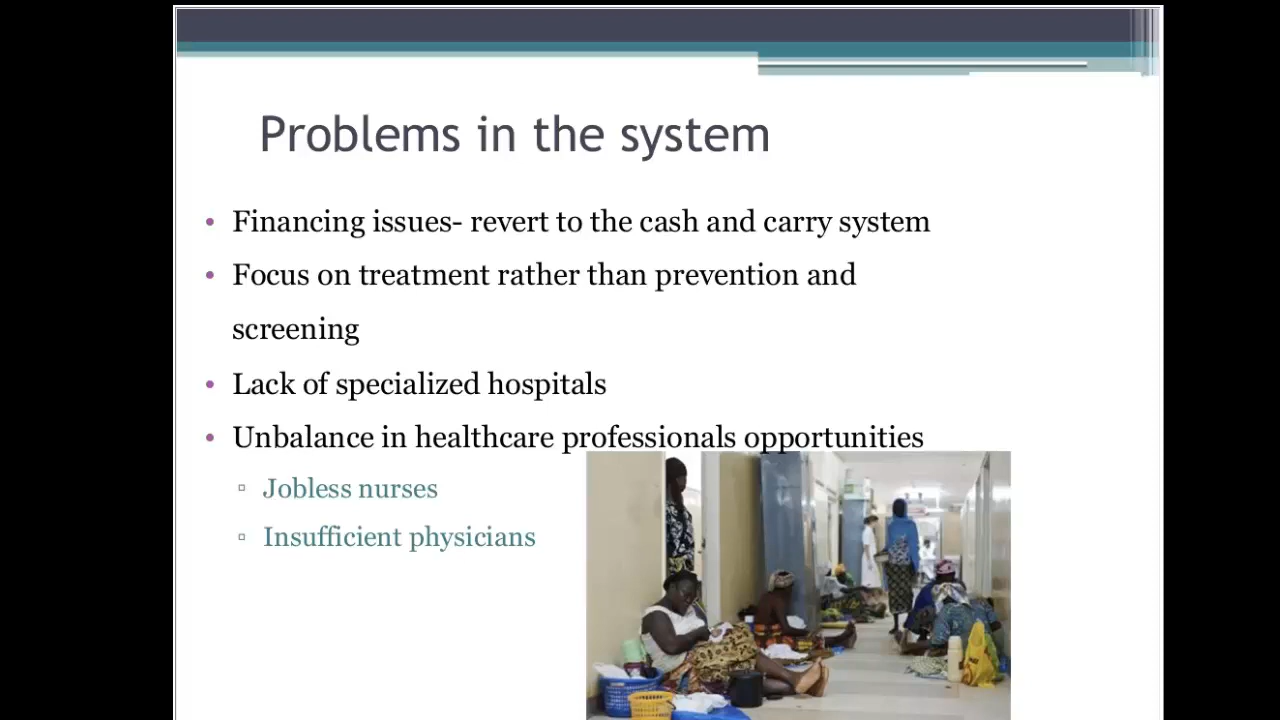 Problems in the system
• Financing issues- revert to the cash and carry system
• Focus on treatment rather than prevention and
screening
• Lack of specialized hospitals
• Unbalance in healthcare professionals opportunities
▫ Jobless nurses
▫ Insufficient physicians